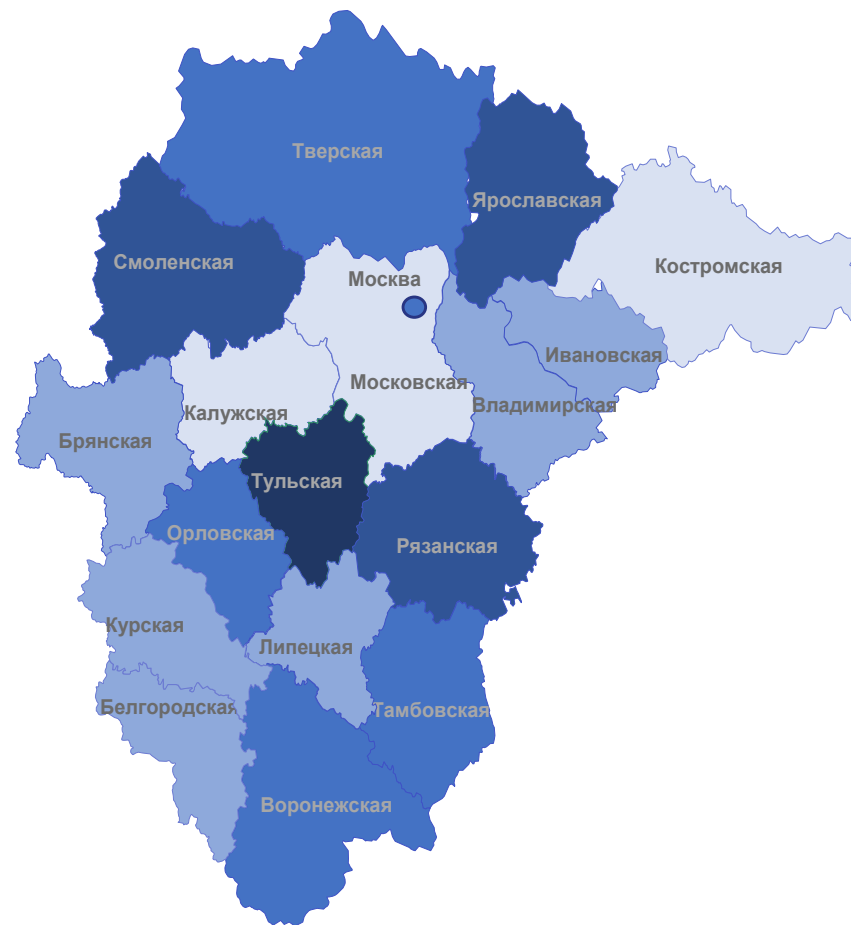 Тверская
Ярославская
Смоленская
Костромская
Москва
Ивановская
Московская
Владимирская
Калужская
Брянская
Тульская
Орловская
Рязанская
Курская
Липецкая
Белгородская
Тамбовская
Воронежская